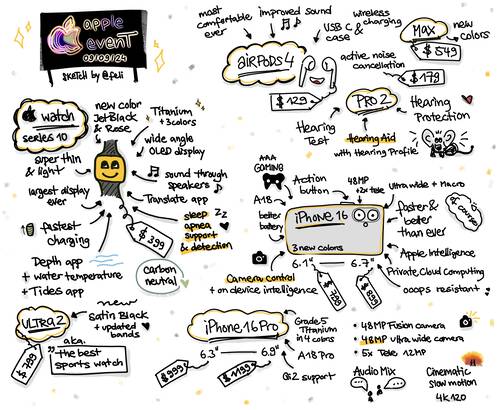 apple
evenT
09/09/24
SKETCH by @feli
most
comfortable
ever
improved sound
USB C &
case
wireless
charging
MAX
new
colors
$ 549
AiRPODS 4
$ 129
active noise
cancellation
$ 179
PRO 2
Hearing
Test
Hearing Aid
with Hearing Profile
Hearing
Protection
WATCH
series 10
new color
Jet Black
& Rose
Titanium
+ 3 colors
wide angle
OLED display
super thin
& light
sound through
speakers
largest display
ever
Translate app
sleep
apnea
support
& detection
zz
$ 399
fastest
charging
Depth app
+ water temperature
+ Tides app
carbon
neutral
AAA
GAMING
Action
button
48MP
+2x Tele
Ultra wide + Macro
A18
better
battery
iPhone 16
3 new colors
faster &
better
than ever
6.1"
6.7"
$ 799
$ 899
Apple Intelligence
Private Cloud Computing
ooops resistant
Camera control
+ on device intelligence
ULTRA 2
new
Satin Black
+ updated
bands
$ 799
a.k.a.
"the best
sports watch
iPhone 16 Pro
6.3"
6.9"
$ 999
$ 1199
Grade 5
Titanium
in 4 colors
A18 Pro
Qi2 support
• 48MP Fusion camera
• 48MP ultra wide camera
• 5x Tele 12MP
Audio Mix
Cinematic
slow motion
4k120